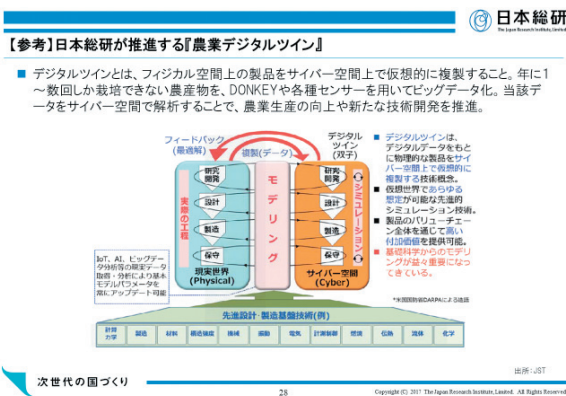 日本総研
The Japan Research Institute, Limited
【参考】日本総研が推進する『農業デジタルツイン』
■ デジタルツインとは、フィジカル空間上の製品をサイバー空間上で仮想的に複製すること。年に1
～数回しか栽培できない農産物を、DONKEYや各種センサーを用いてビッグデータ化。当該デ
ータをサイバー空間で解析することで、農業生産の向上や新たな技術開発を推進。
フィードバック
(最適解)
複製(データ)
デジタル
ツイン
(双子)
実際の工程
研究
開発
設計
製造
保守
現実世界
(Physical)
モデリング
研究
開発
設計
製造
保守
シミュレーション
サイバー空間
(Cyber)
IoT、AI、ビッグデー
タ分析等の現実データ
取得・分析により基本
モデルパラメータを
常にアップデート可能
■ デジタルツインは、
デジタルデータをもと
に物理的な製品をサイ
バー空間上で仮想的に
複製する技術概念。
■ 仮想世界であらゆる
想定が可能な先進的
シミュレーション技術。
■ 製品のバリューチェー
ン全体を通じて高い
付加価値を提供可能。
■ 基礎科学からのモデリ
ングが益々重要になっ
てきている。
*米国国防省DARPAによる造語
先進設計・製造基盤技術(例)
計算
力学
製造
材料
構造強度
機械
振動
電気
計測制御
燃焼
伝熱
流体
化学
出所：JST
次世代の国づくり
28
Copyright (C) 2017 The Japan Research Institute, Limited. All Rights Reserved